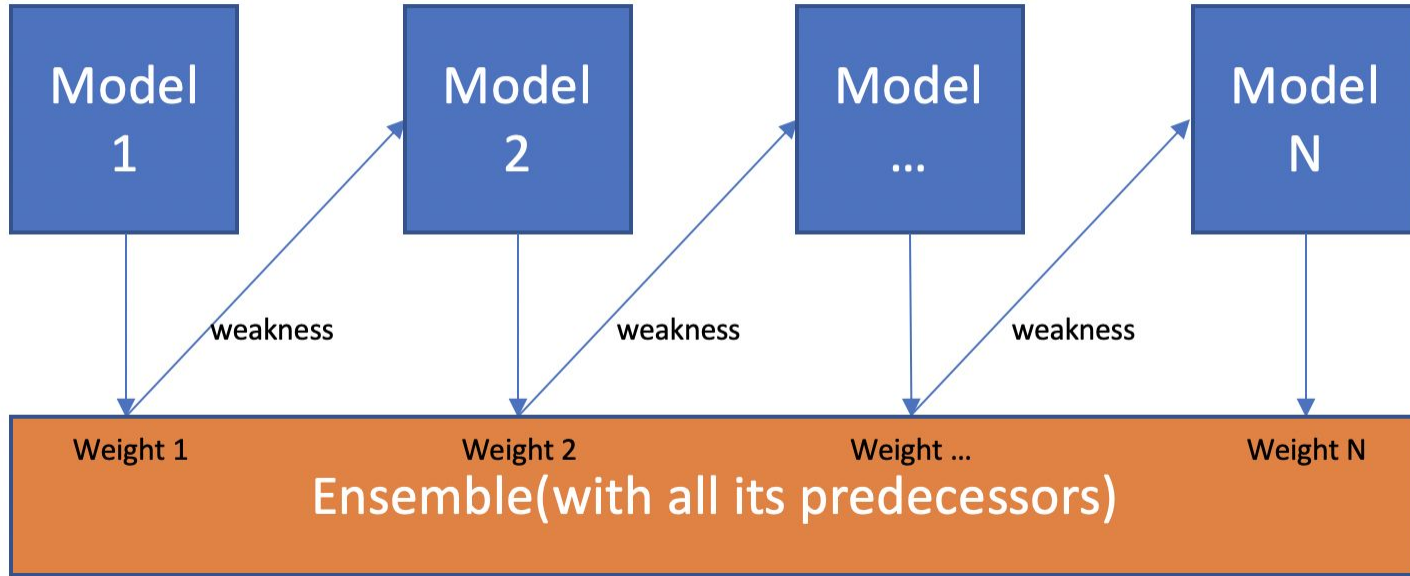 Model
1
Model
2
Model
...
Model
N
weakness
weakness
weakness
Weight 1
Weight 2
Weight ...
Weight N
Ensemble(with all its predecessors)